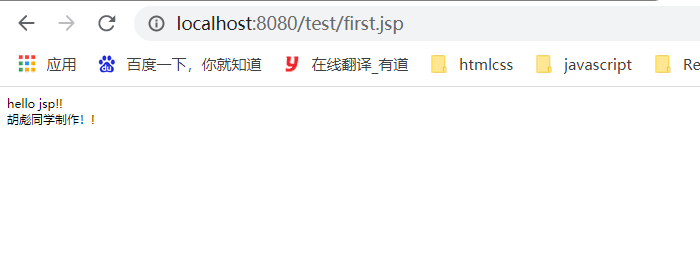 localhost:8080/test/first.jsp
应用 百度一下，你就知道 在线翻译_有道 htmlcss javascript Re
hello jsp!!
胡彪同学制作！！